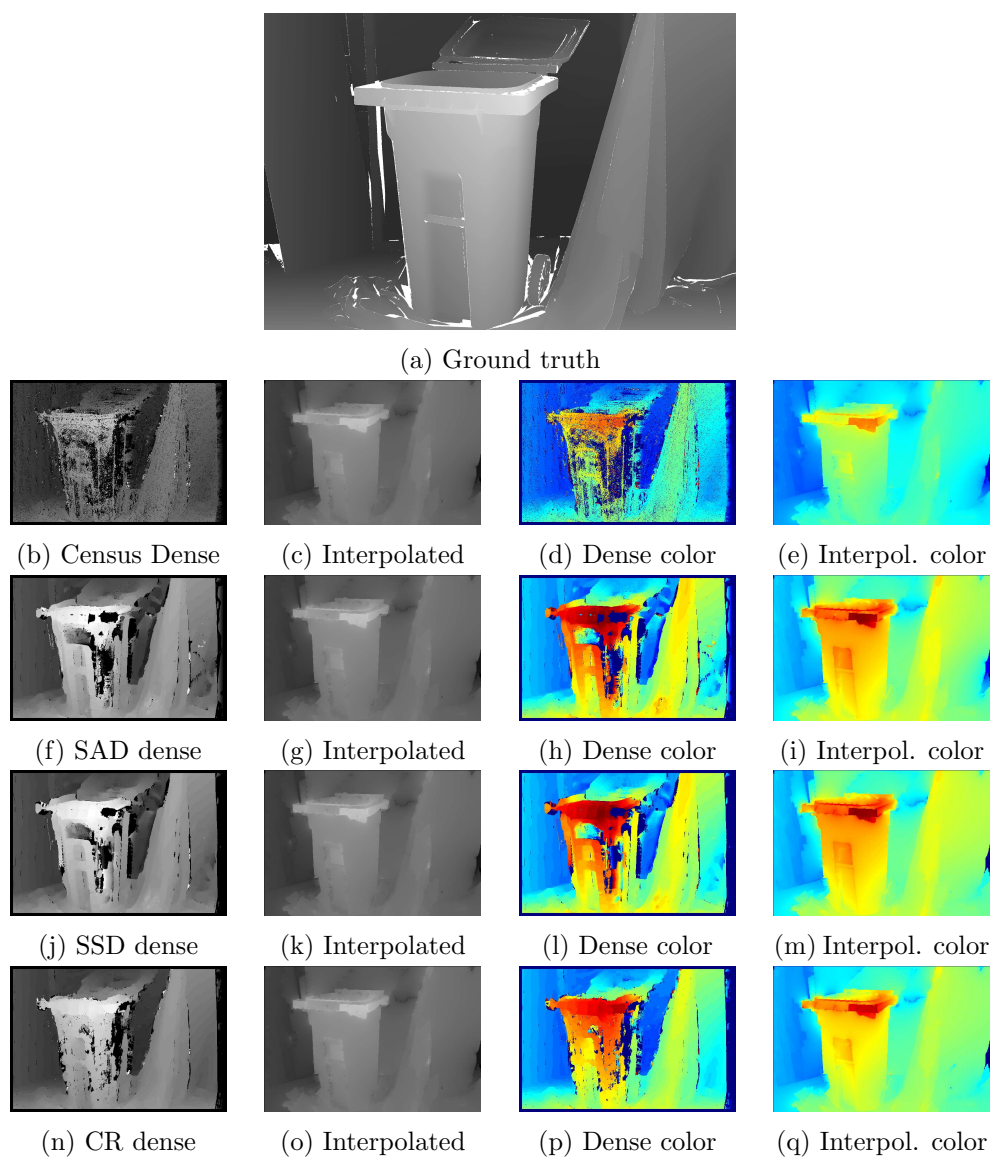 (a) Ground truth
(b) Census Dense
(c) Interpolated
(d) Dense color
(e) Interpol. color
(f) SAD dense
(g) Interpolated
(h) Dense color
(i) Interpol. color
(j) SSD dense
(k) Interpolated
(l) Dense color
(m) Interpol. color
(n) CR dense
(o) Interpolated
(p) Dense color
(q) Interpol. color